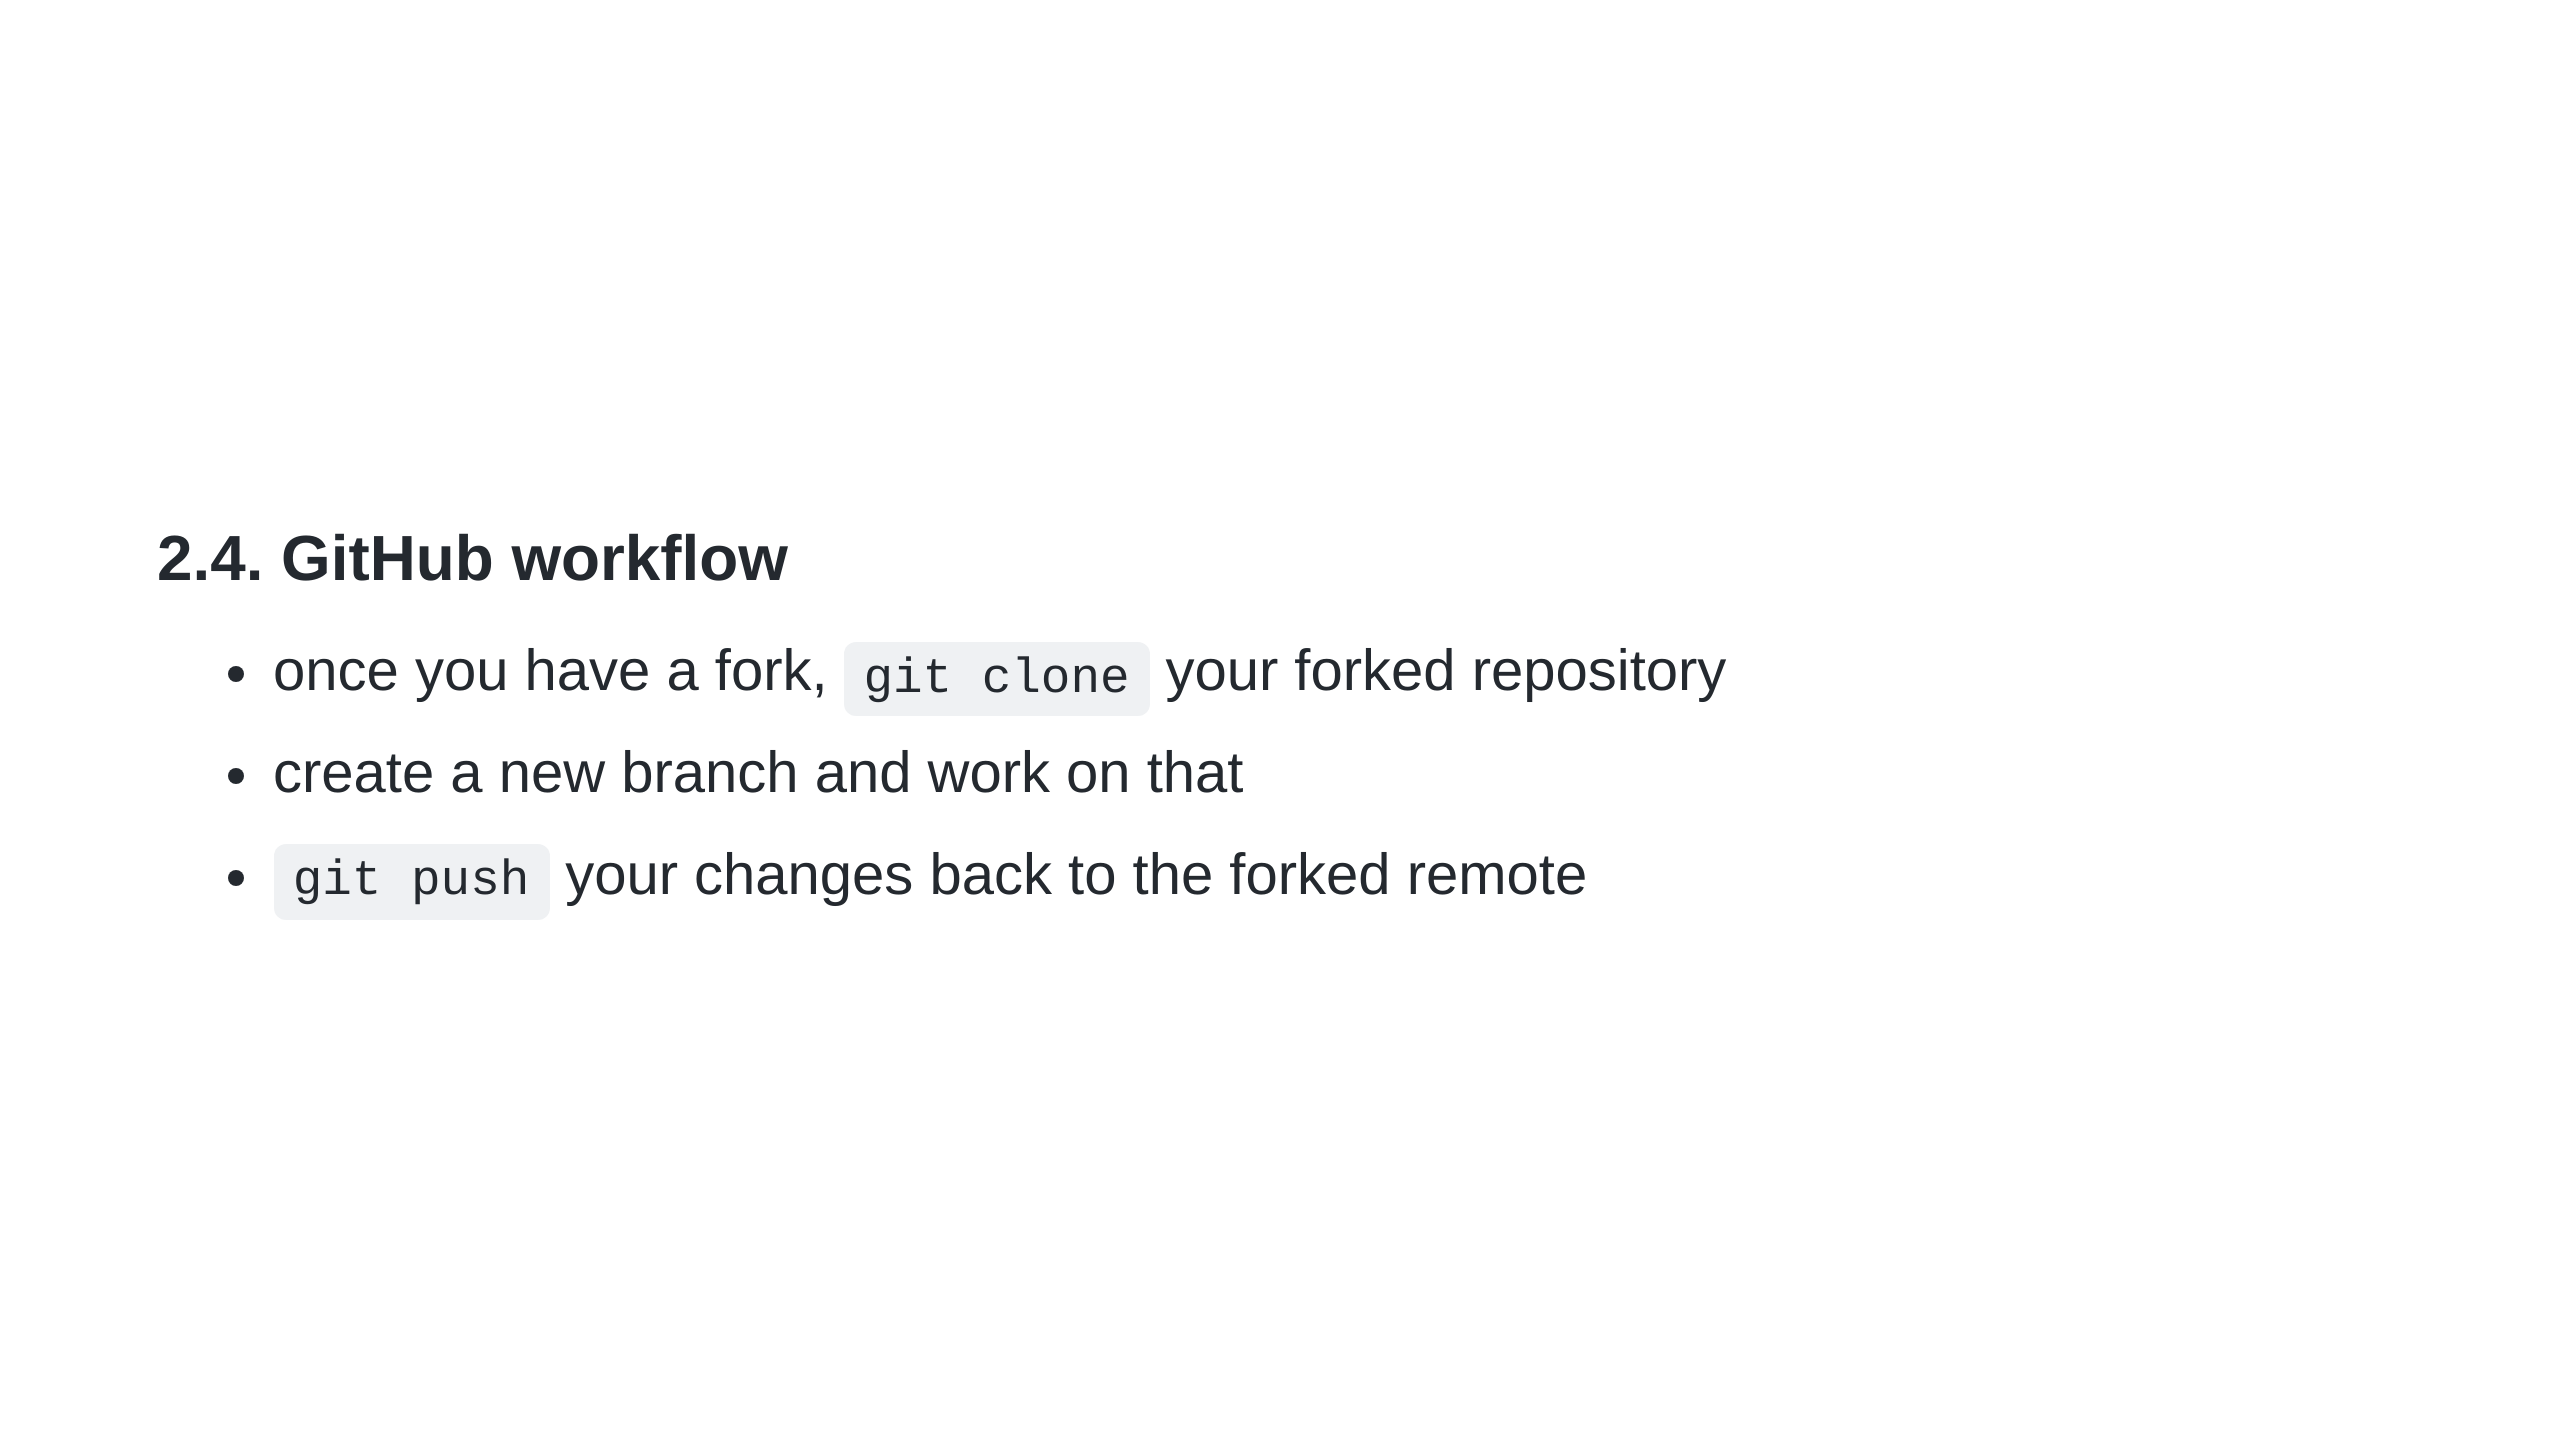 2.4. GitHub workflow
• once you have a fork, git clone your forked repository
• create a new branch and work on that
• git push your changes back to the forked remote